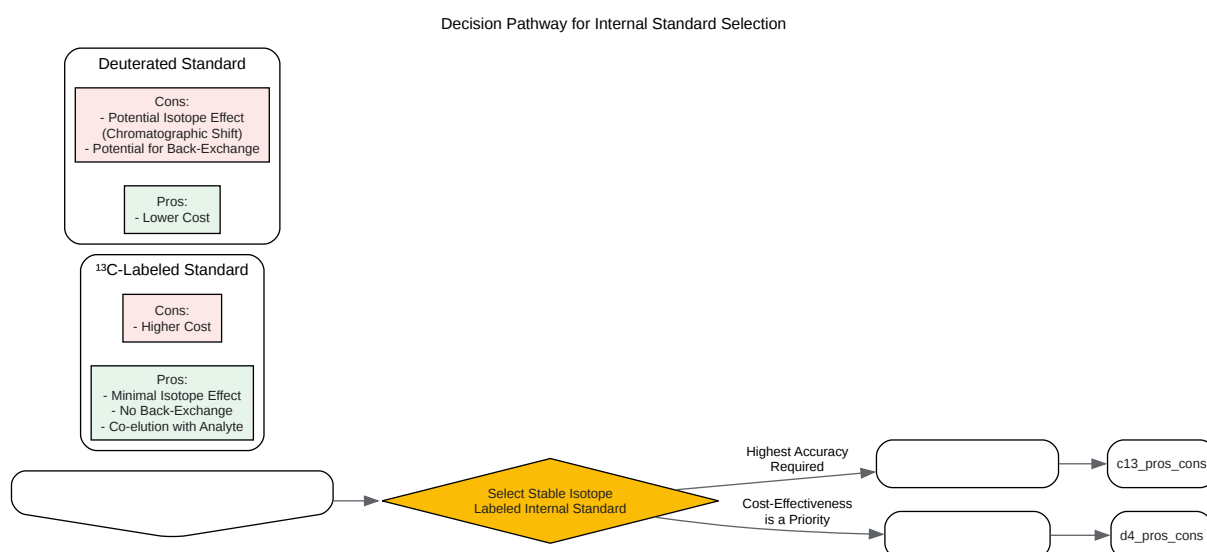 Decision Pathway for Internal Standard Selection
Deuterated Standard
Cons:
- Potential Isotope Effect
(Chromatographic Shift)
- Potential for Back-Exchange
Pros:
- Lower Cost
¹³C-Labeled Standard
Cons:
- Higher Cost
Pros:
- Minimal Isotope Effect
- No Back-Exchange
- Co-elution with Analyte
Select Stable Isotope
Labeled Internal Standard
Highest Accuracy
Required
c13_pros_cons
Cost-Effectiveness
is a Priority
d4_pros_cons